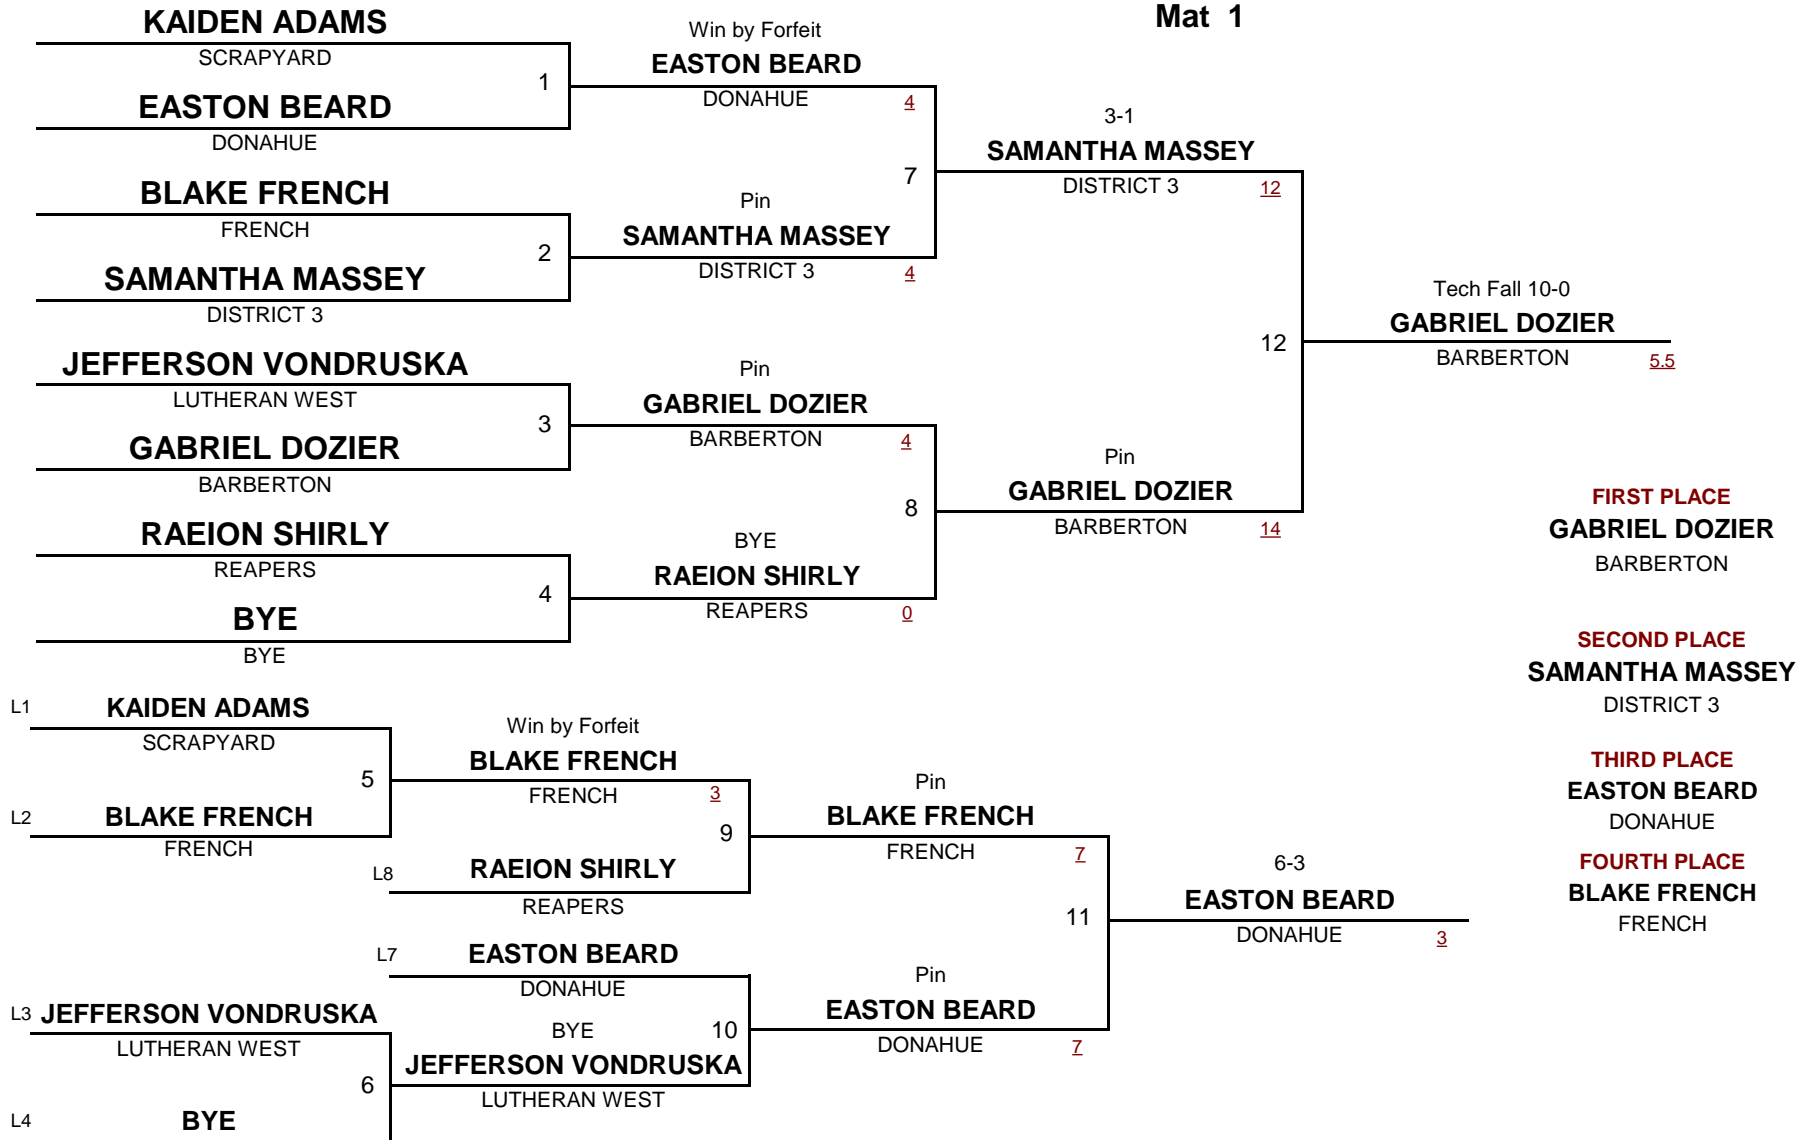 Mat 1
KAIDEN ADAMS
SCRAPYARD
1
EASTON BEARD
DONAHUE
BLAKE FRENCH
FRENCH
2
SAMANTHA MASSEY
DISTRICT 3
JEFFERSON VONDRUSKA
LUTHERAN WEST
3
GABRIEL DOZIER
BARBERTON
RAEION SHIRLY
REAPERS
4
BYE
BYE
Win by Forfeit
EASTON BEARD
DONAHUE
4
7
Pin
SAMANTHA MASSEY
DISTRICT 3
4
Pin
GABRIEL DOZIER
BARBERTON
4
8
BYE
RAEION SHIRLY
REAPERS
0
3-1
SAMANTHA MASSEY
DISTRICT 3
12
12
Pin
GABRIEL DOZIER
BARBERTON
14
Tech Fall 10-0
GABRIEL DOZIER
BARBERTON
5.5
FIRST PLACE
GABRIEL DOZIER
BARBERTON
SECOND PLACE
SAMANTHA MASSEY
DISTRICT 3
THIRD PLACE
EASTON BEARD
DONAHUE
FOURTH PLACE
BLAKE FRENCH
FRENCH
L1
KAIDEN ADAMS
SCRAPYARD
5
L2
BLAKE FRENCH
FRENCH
Win by Forfeit
BLAKE FRENCH
FRENCH
3
9
L8
RAEION SHIRLY
REAPERS
L7
EASTON BEARD
DONAHUE
10
L3
JEFFERSON VONDRUSKA
LUTHERAN WEST
6
L4
BYE
BYE
JEFFERSON VONDRUSKA
LUTHERAN WEST
Pin
BLAKE FRENCH
FRENCH
7
11
Pin
EASTON BEARD
DONAHUE
7
6-3
EASTON BEARD
DONAHUE
3